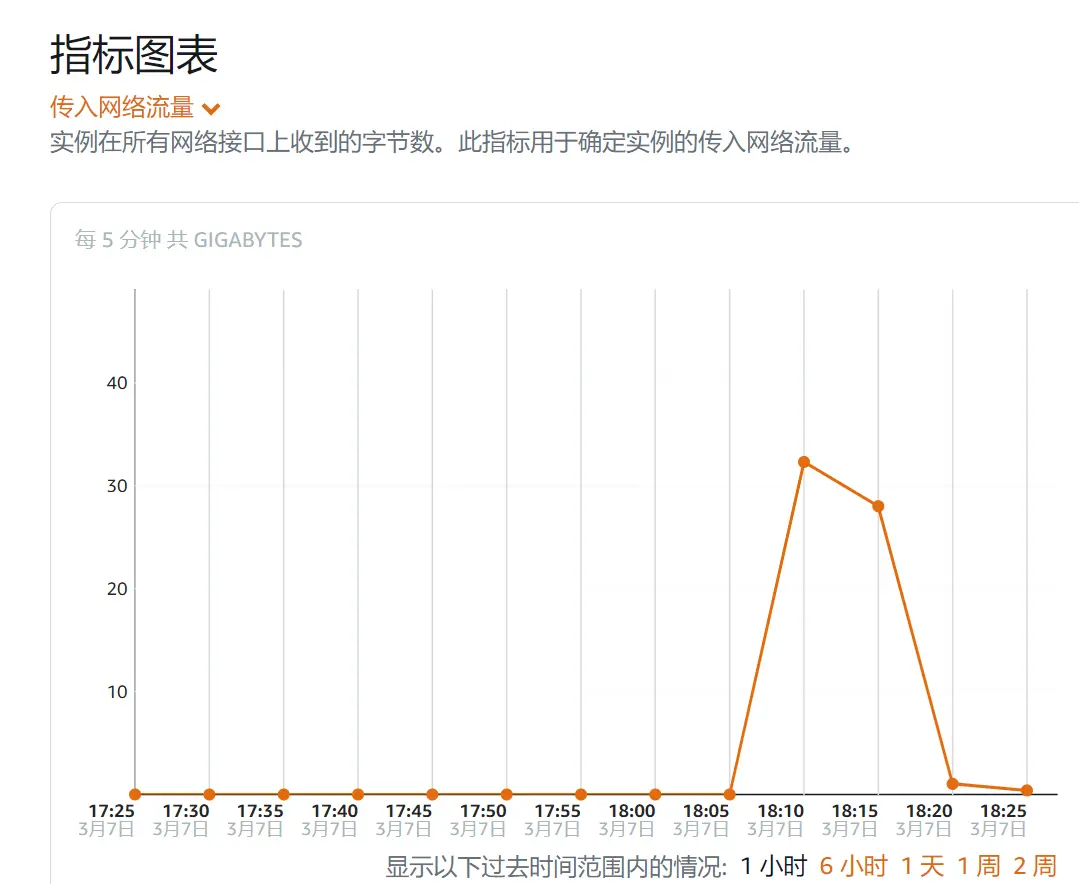 指标图表
传入网络流量
实例在所有网络接口上收到的字节数。此指标用于确定实例的传入网络流量。
每 5 分钟 共 GIGABYTES
40
30
20
10
17:25 17:30 17:35 17:40 17:45 17:50 17:55 18:00 18:05 18:10 18:15 18:20 18:25
3月7日 3月7日 3月7日 3月7日 3月7日 3月7日 3月7日 3月7日 3月7日 3月7日 3月7日 3月7日 3月7日
显示以下过去时间范围内的情况: 1 小时 6 小时 1 天 1 周 2 周